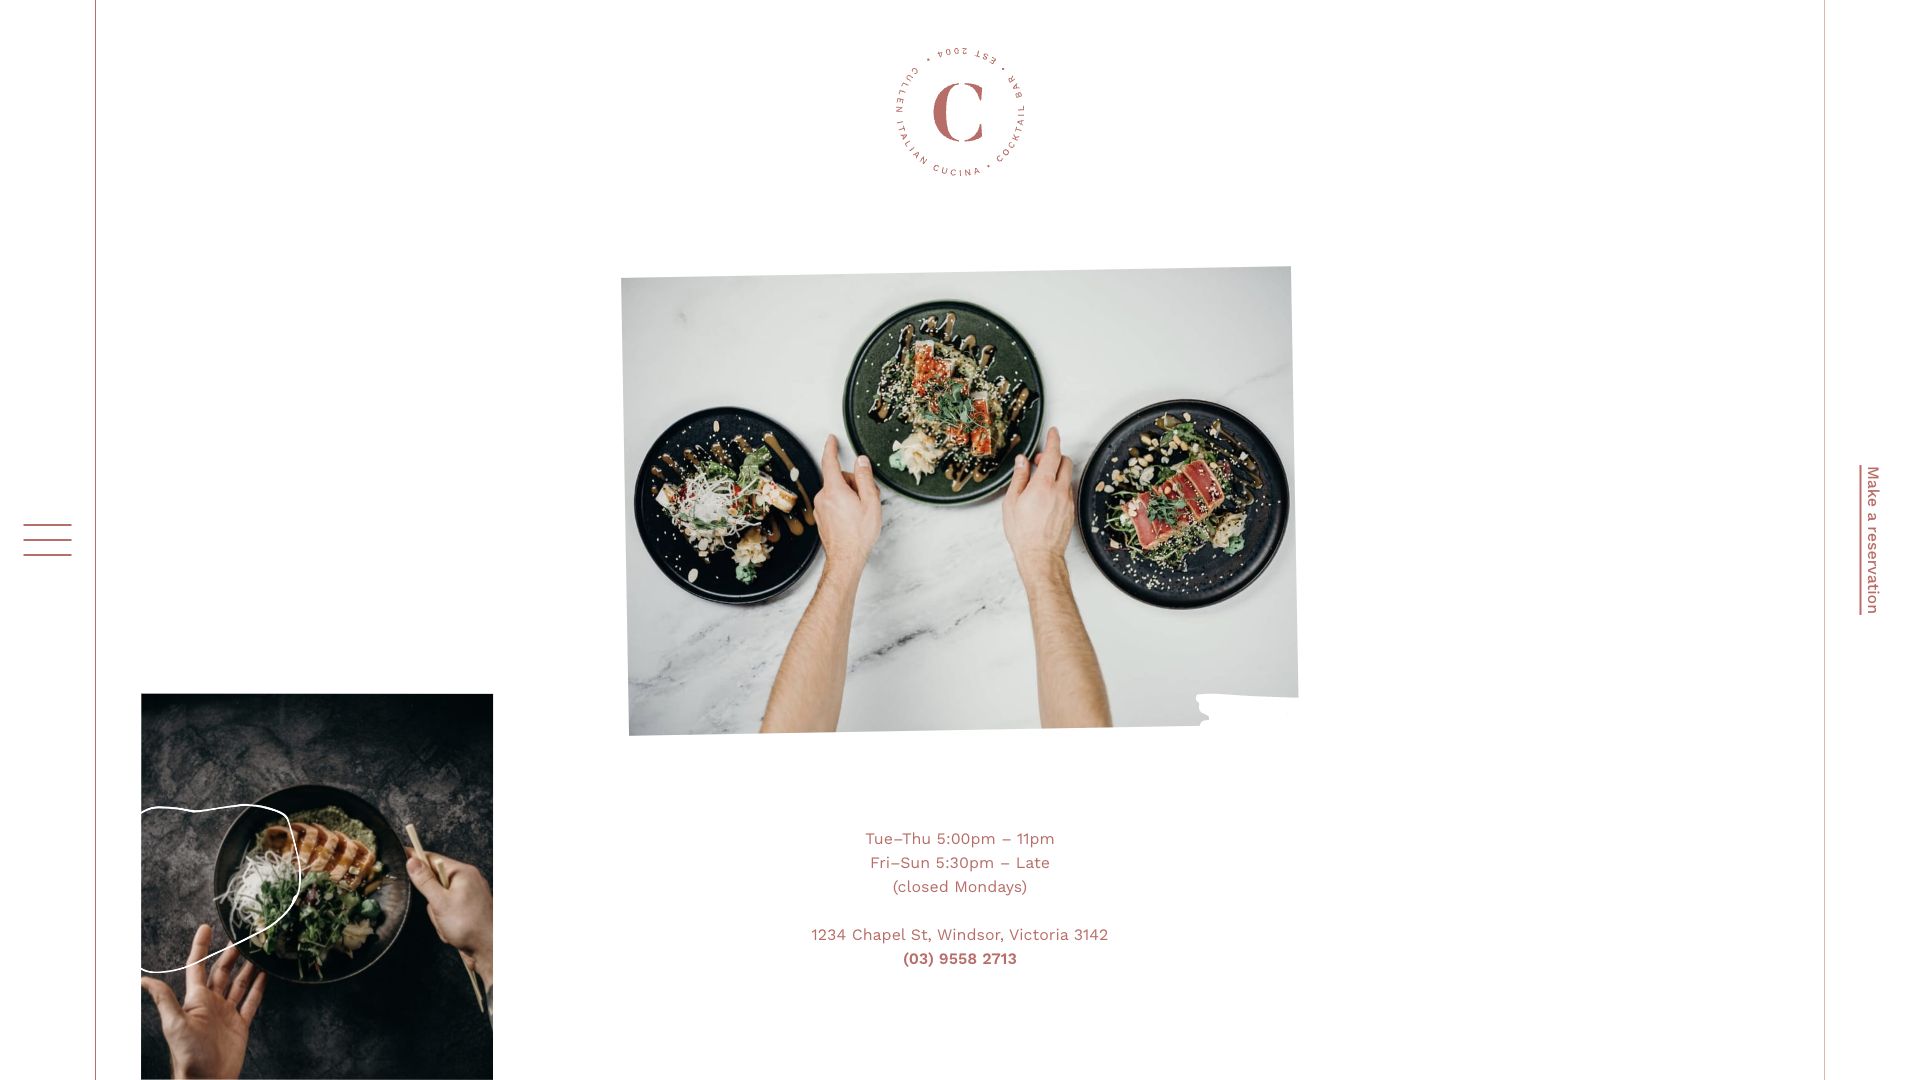 CULLEN ITALIAN CUCINA • COCKTAIL BAR • EST 2004 •
C
Make a reservation
Tue–Thu 5:00pm – 11pm
Fri–Sun 5:30pm – Late
(closed Mondays)
1234 Chapel St, Windsor, Victoria 3142
(03) 9558 2713